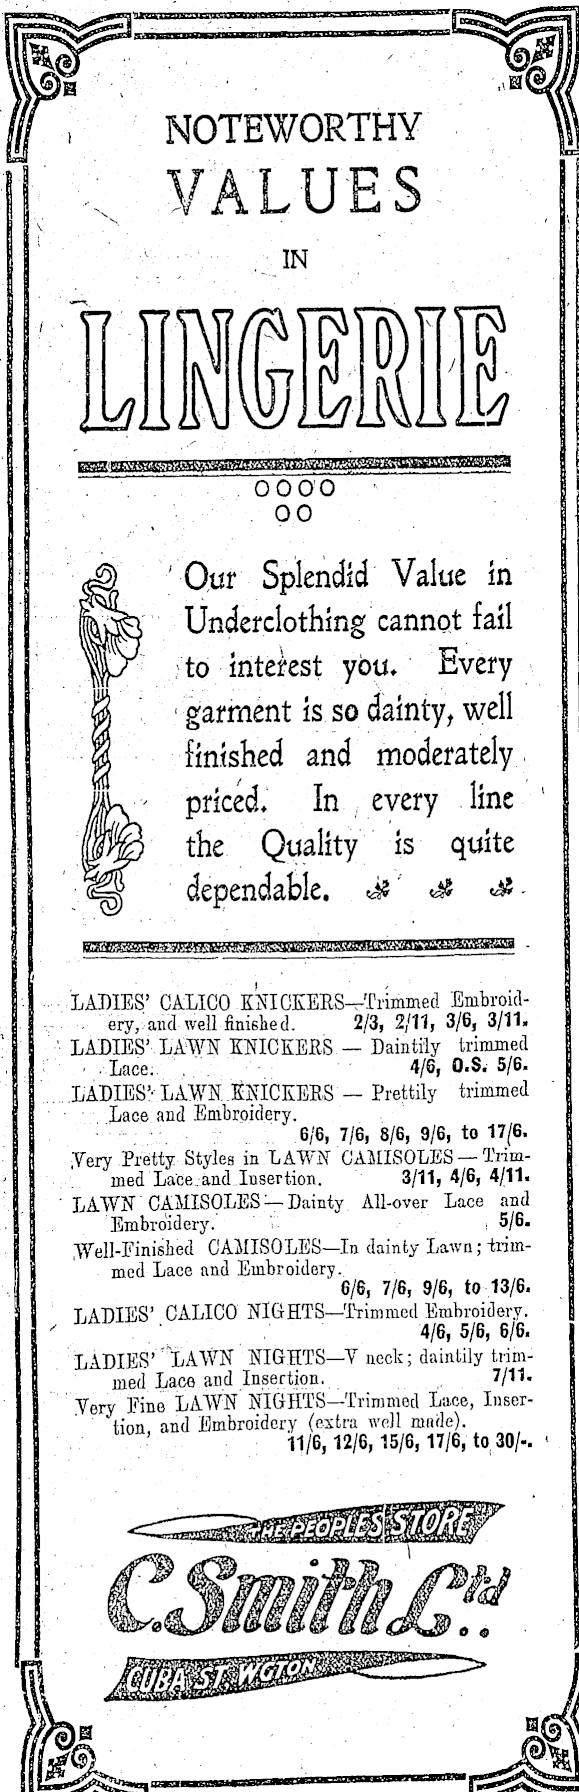 NOTEWORTHY
VALUES
IN
LINGERIE
Our Splendid Value in
Underclothing cannot fail
to interest you. Every
garment is so dainty, well
finished and moderately
priced. In every line
the Quality is quite
dependable.
LADIES' CALICO KNICKERS—Trimmed Embroid-
ery, and well finished. 2/3, 2/11, 3/6, 3/11.
LADIES' LAWN KNICKERS — Daintily trimmed
Lace. 4/6, O.S. 5/6.
LADIES' LAWN KNICKERS — Prettily trimmed
Lace and Embroidery.
6/6, 7/6, 8/6, 9/6, to 17/6.
Very Pretty Styles in LAWN CAMISOLES — Trim-
med Lace and Insertion. 3/11, 4/6, 4/11.
LAWN CAMISOLES — Dainty All-over Lace and
Embroidery. 5/6.
Well-Finished CAMISOLES—In dainty Lawn; trim-
med Lace and Embroidery.
6/6, 7/6, 9/6, to 13/6.
LADIES' CALICO NIGHTS—Trimmed Embroidery.
4/6, 5/6, 6/6.
LADIES' LAWN NIGHTS—V neck; daintily trim-
med Lace and Insertion. 7/11.
Very Fine LAWN NIGHTS—Trimmed Lace, Inser-
tion, and Embroidery (extra well made).
11/6, 12/6, 15/6, 17/6, to 30/-.
THE PEOPLES STORE
C. Smith Ltd.
CUBA ST. WGTON